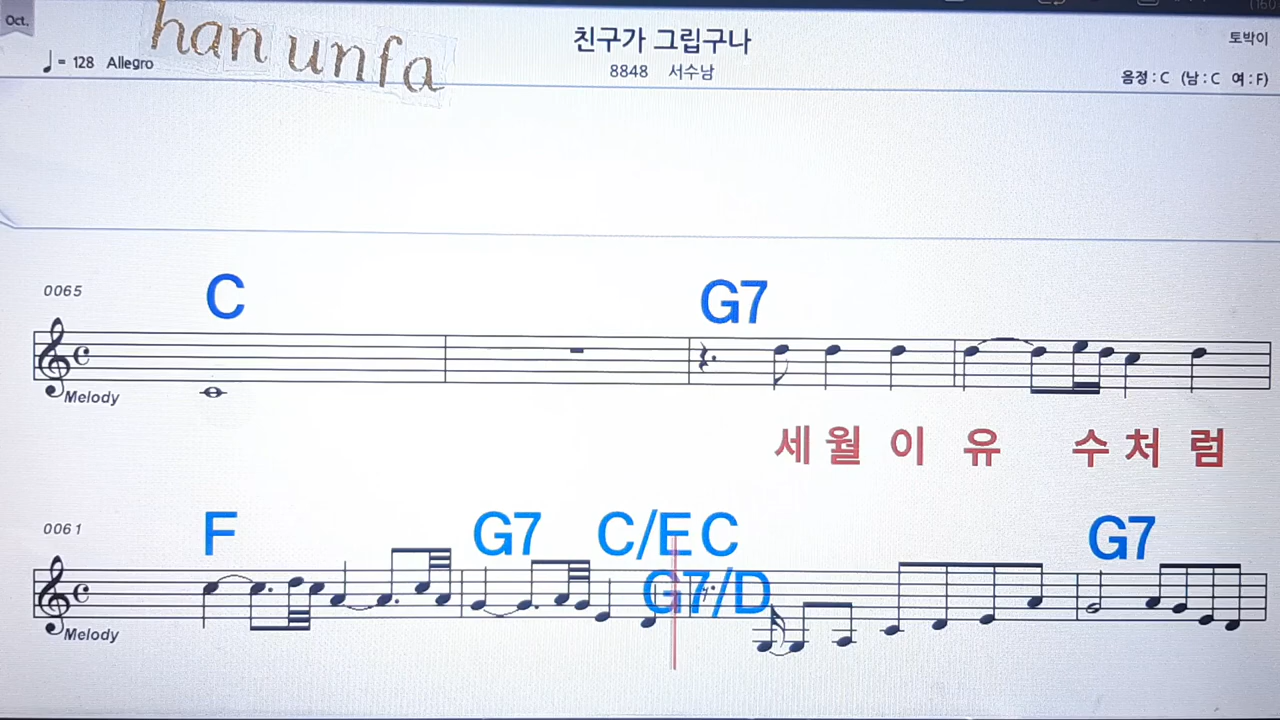 (160
Oct.
han unfa
친구가 그립구나
토박이
♩= 128 Allegro
8848 서수남
음정 : C (남 : C 여 : F)
0065
C G7
Melody
세 월 이 유 수 처 럼
0061
F G7 C/E C G7
G7/D
Melody